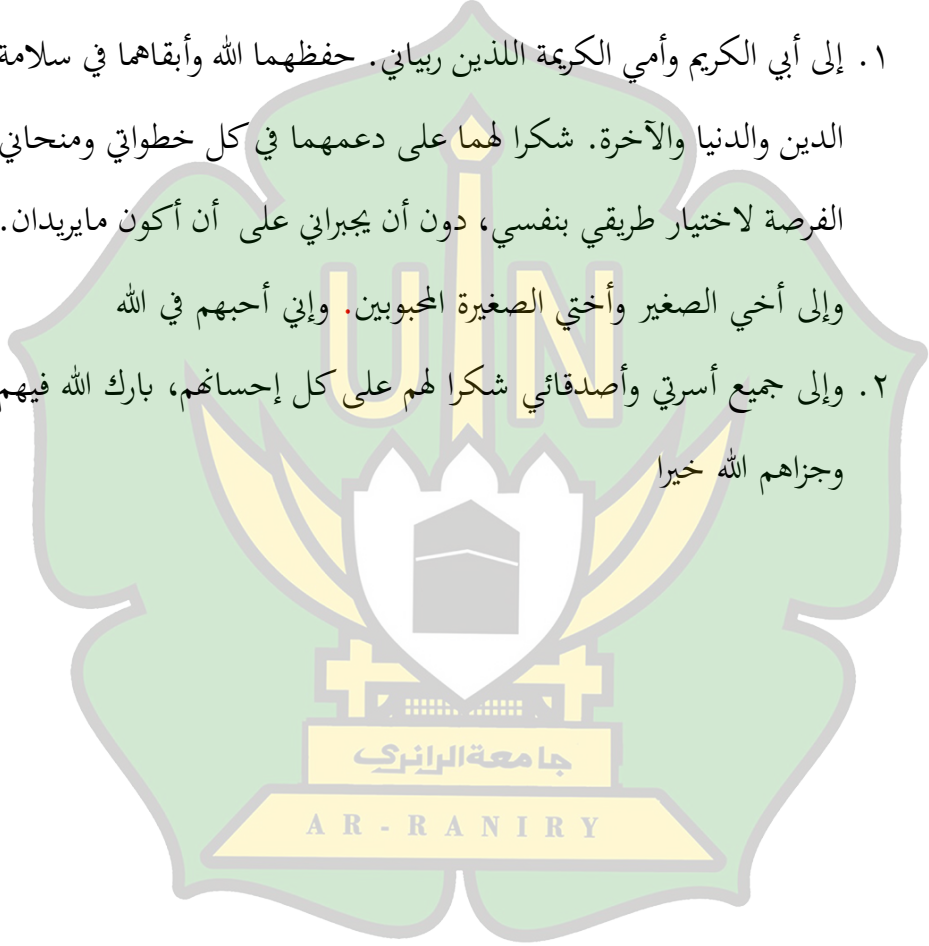 ١. إلى أبي الكريم وأمي الكريمة اللذين ربياني. حفظهما الله وأبقاهما في سلامة
الدين والدنيا والآخرة. شكرا لهما على دعمهما في كل خطواتي ومنحاني
الفرصة لاختيار طريقي بنفسي، دون أن يجبراني على أن أكون مايريدان.
وإلى أخي الصغير وأختي الصغيرة المحبوبين. وإني أحبهم في الله
٢. وإلى جميع أسرتي وأصدقائي شكرا لهم على كل إحسانهم، بارك الله فيهم
وجزاهم الله خيرا
UIN
جامعة الرانري
AR-RANIRY